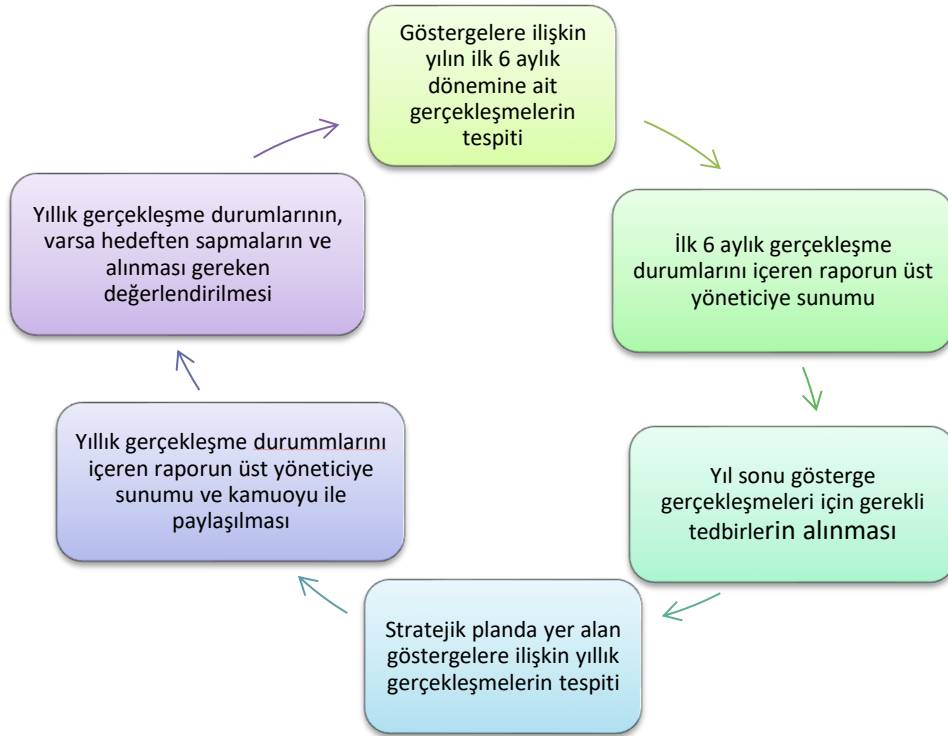 Göstergelere ilişkin
yılın ilk 6 aylık
dönemine ait
gerçekleşmelerin
tespiti
İlk 6 aylık gerçekleşme
durumlarını içeren raporun üst
yöneticiye sunumu
Yıl sonu gösterge
gerçekleşmeleri için gerekli
tedbirlerin alınması
Stratejik planda yer alan
göstergelere ilişkin yıllık
gerçekleşmelerin tespiti
Yıllık gerçekleşme durummlarını
içeren raporun üst yöneticiye
sunumu ve kamuoyu ile
paylaşılması
Yıllık gerçekleşme durumlarının,
varsa hedeften sapmaların ve
alınması gereken
değerlendirilmesi